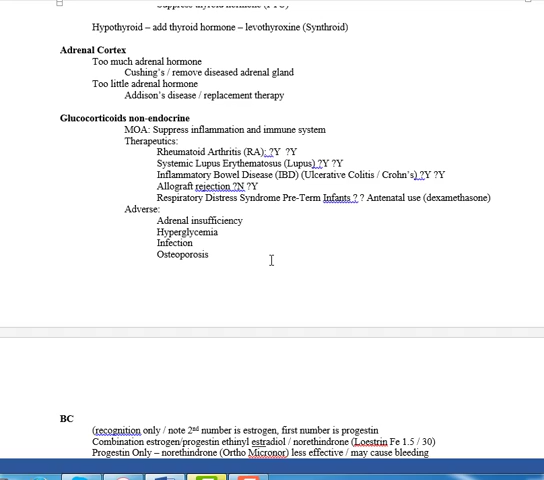 Suppress thyroid hormone (PTU)
Hypothyroid – add thyroid hormone – levothyroxine (Synthroid)
Adrenal Cortex
Too much adrenal hormone
Cushing's / remove diseased adrenal gland
Too little adrenal hormone
Addison's disease / replacement therapy
Glucocorticoids non-endocrine
MOA: Suppress inflammation and immune system
Therapeutics:
Rheumatoid Arthritis (RA); ?Y ?Y
Systemic Lupus Erythematosus (Lupus) ?Y ?Y
Inflammatory Bowel Disease (IBD) (Ulcerative Colitis / Crohn's) ?Y ?Y
Allograft rejection ?N ?Y
Respiratory Distress Syndrome Pre-Term Infants ? ? Antenatal use (dexamethasone)
Adverse:
Adrenal insufficiency
Hyperglycemia
Infection
Osteoporosis
BC
(recognition only / note 2nd number is estrogen, first number is progestin
Combination estrogen/progestin ethinyl estradiol / norethindrone (Loestrin Fe 1.5 / 30)
Progestin Only – norethindrone (Ortho Micronor) less effective / may cause bleeding